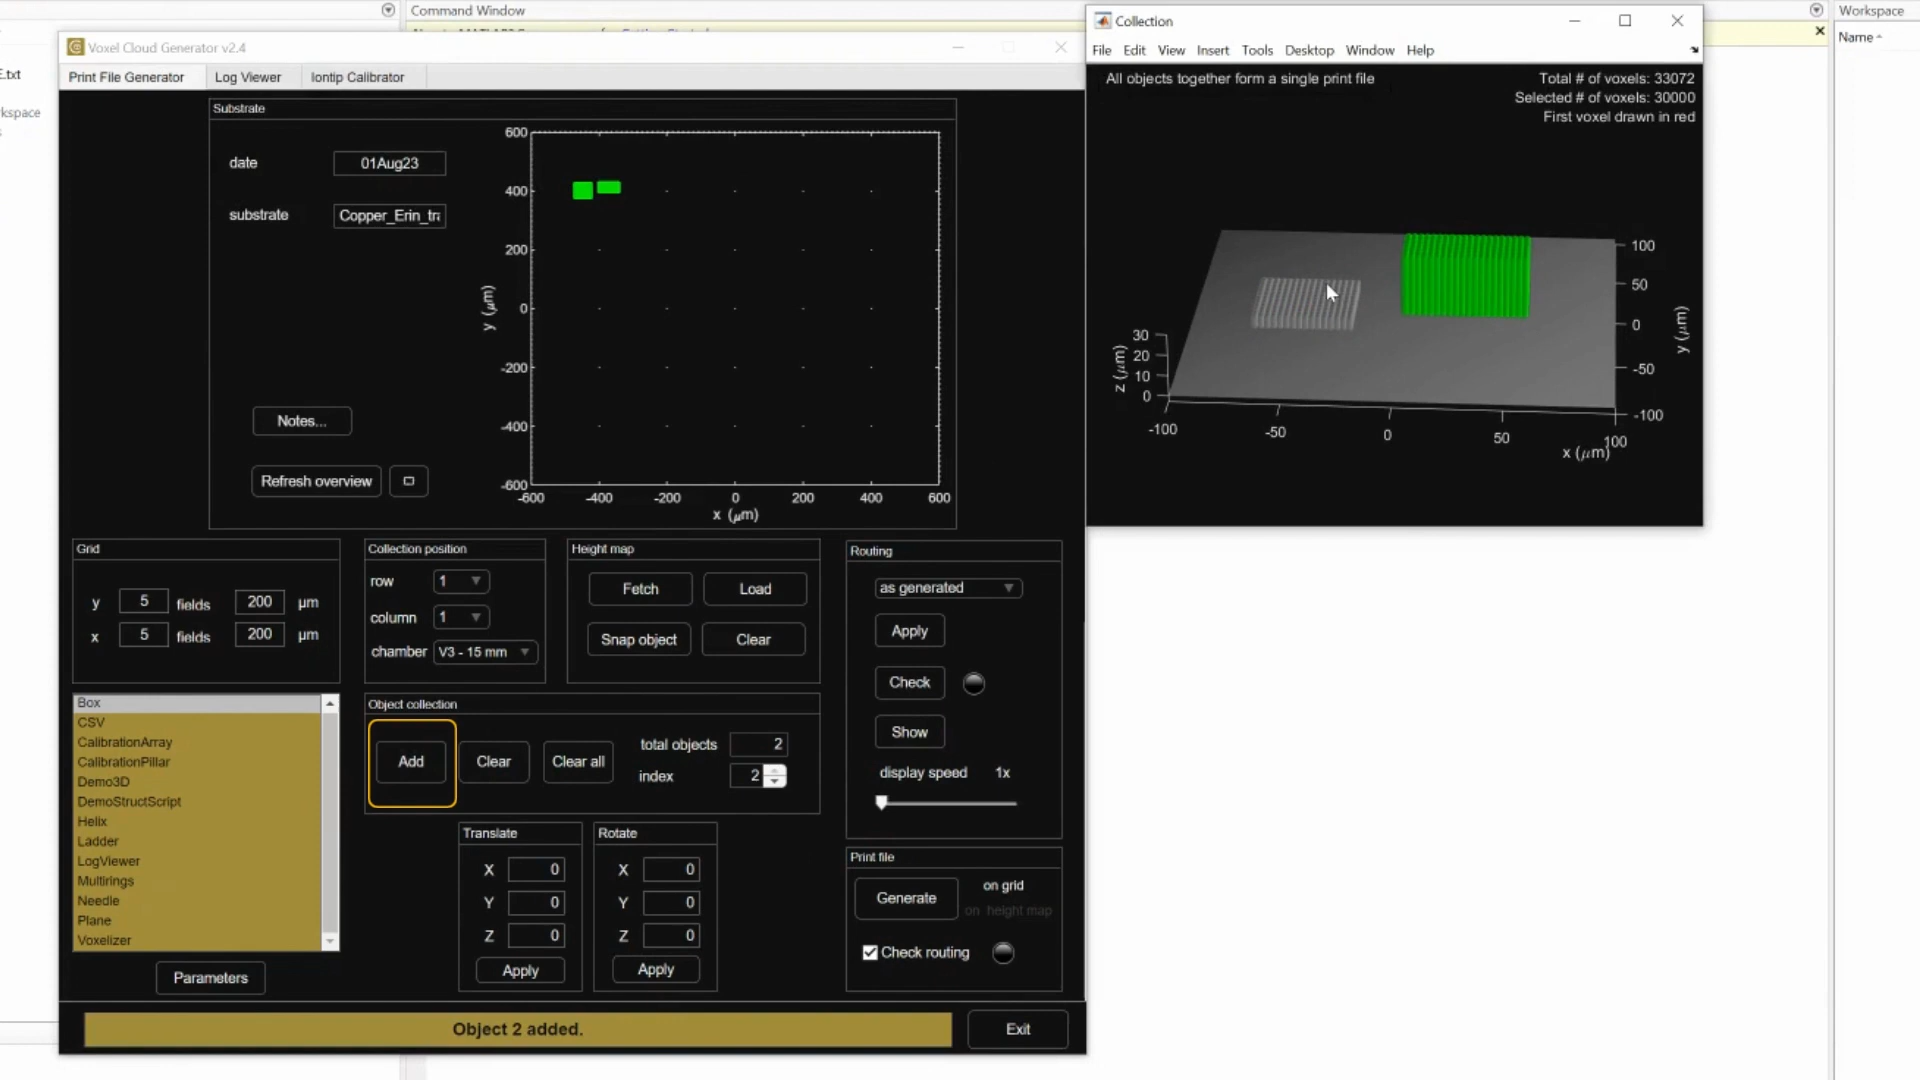 Command Window
Workspace
Name
E.txt
kspace
Voxel Cloud Generator v2.4
Print File Generator
Log Viewer
Iontip Calibrator
Substrate
date
01Aug23
substrate
Copper_Erin_tra
Notes...
Refresh overview
600
400
200
0
-200
-400
-600
y (μm)
-600 -400 -200 0 200 400 600
x (μm)
Grid
y 5 fields 200 μm
x 5 fields 200 μm
Collection position
row 1
column 1
chamber V3 - 15 mm
Height map
Fetch Load
Snap object Clear
Routing
as generated
Apply
Check
Show
display speed 1x
Box
CSV
CalibrationArray
CalibrationPillar
Demo3D
DemoStructScript
Helix
Ladder
LogViewer
Multirings
Needle
Plane
Voxelizer
Parameters
Object collection
Add Clear Clear all
total objects 2
index 2
Translate
X 0
Y 0
Z 0
Apply
Rotate
X 0
Y 0
Z 0
Apply
Print file
Generate
on grid
on height map
Check routing
Object 2 added.
Exit
Collection
File Edit View Insert Tools Desktop Window Help
All objects together form a single print file
Total # of voxels: 33072
Selected # of voxels: 30000
First voxel drawn in red
100
50
0
-50
-100
y (μm)
30
20
10
0
z (μm)
-100 -50 0 50 100
x (μm)